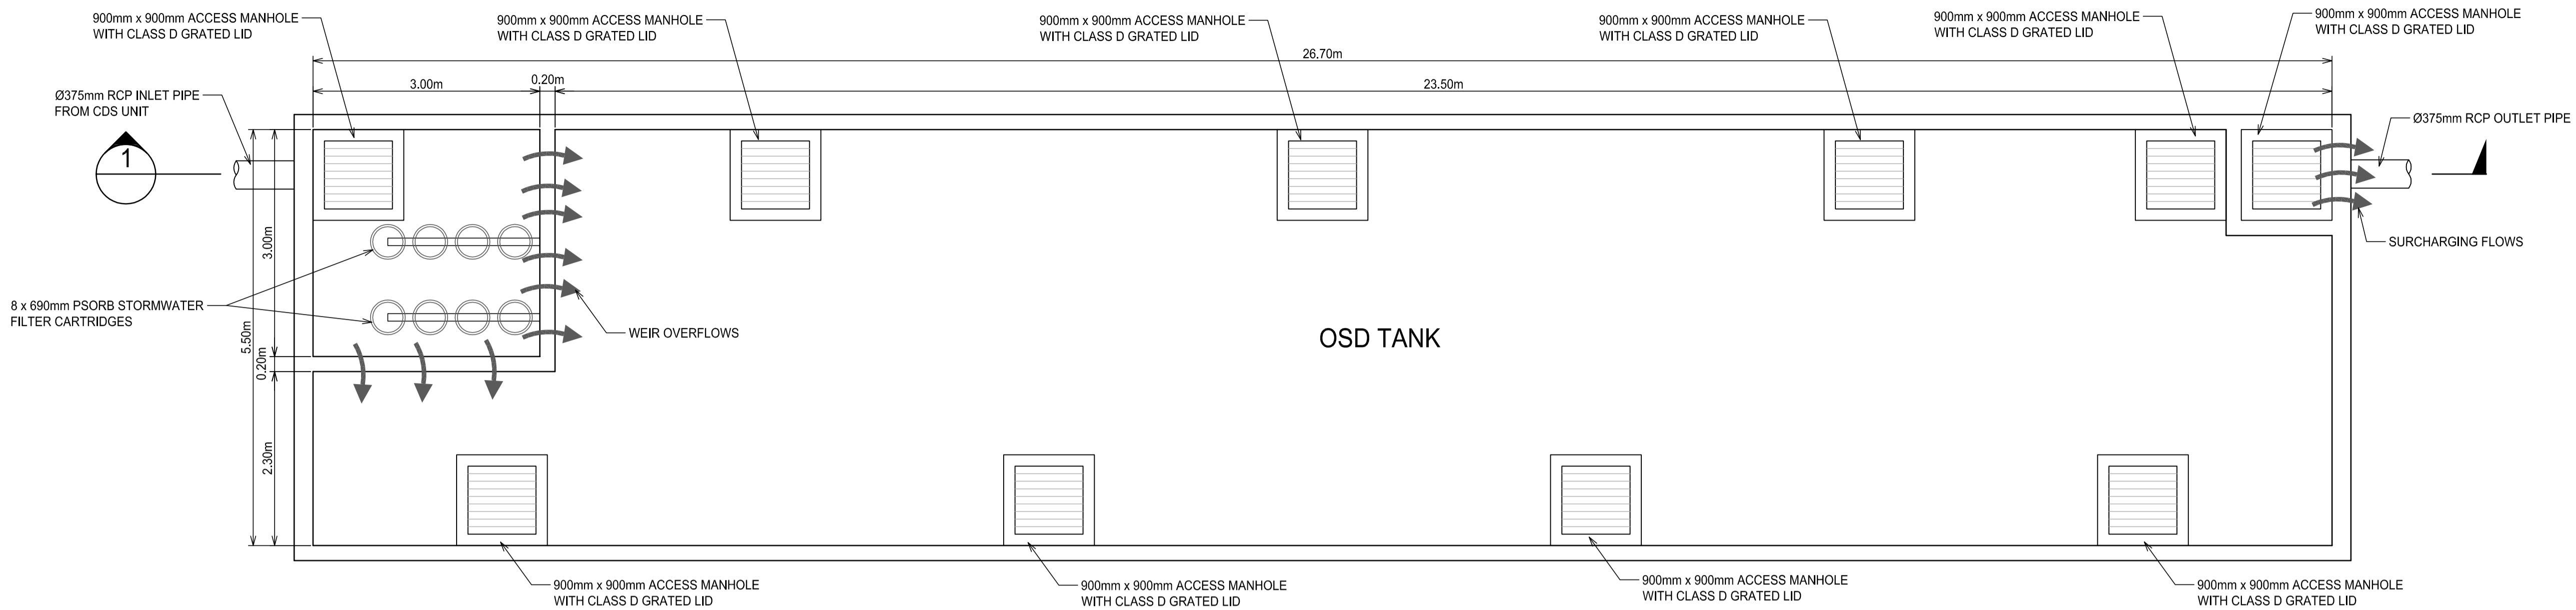 900mm x 900mm ACCESS MANHOLE
WITH CLASS D GRATED LID
900mm x 900mm ACCESS MANHOLE
WITH CLASS D GRATED LID
900mm x 900mm ACCESS MANHOLE
WITH CLASS D GRATED LID
900mm x 900mm ACCESS MANHOLE
WITH CLASS D GRATED LID
900mm x 900mm ACCESS MANHOLE
WITH CLASS D GRATED LID
900mm x 900mm ACCESS MANHOLE
WITH CLASS D GRATED LID
26.70m
3.00m
0.20m
23.50m
Ø375mm RCP INLET PIPE
FROM CDS UNIT
1
Ø375mm RCP OUTLET PIPE
SURCHARGING FLOWS
3.00m
5.50m
0.20m
2.30m
8 x 690mm PSORB STORMWATER
FILTER CARTRIDGES
WEIR OVERFLOWS
OSD TANK
900mm x 900mm ACCESS MANHOLE
WITH CLASS D GRATED LID
900mm x 900mm ACCESS MANHOLE
WITH CLASS D GRATED LID
900mm x 900mm ACCESS MANHOLE
WITH CLASS D GRATED LID
900mm x 900mm ACCESS MANHOLE
WITH CLASS D GRATED LID